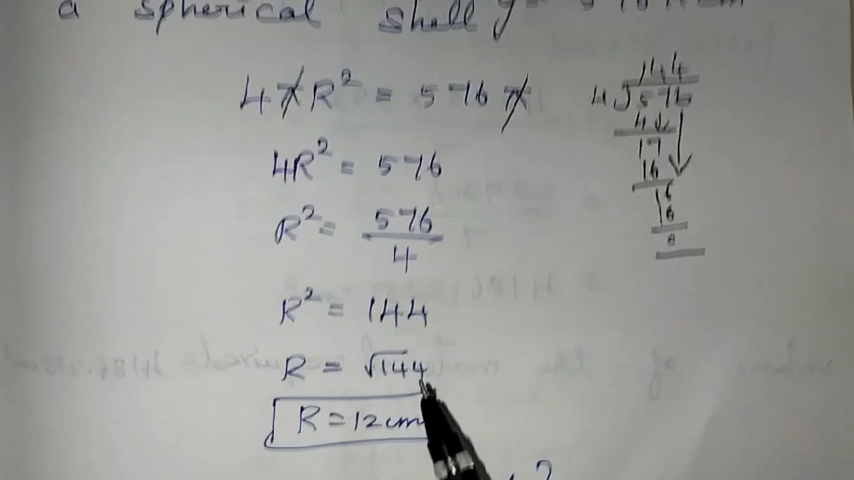 a spherical shell
4πR² = 576π
4R² = 576
R² = 576/4
R² = 144
R = √144
R = 12cm
144
4)576
4
17
16
16
16
0